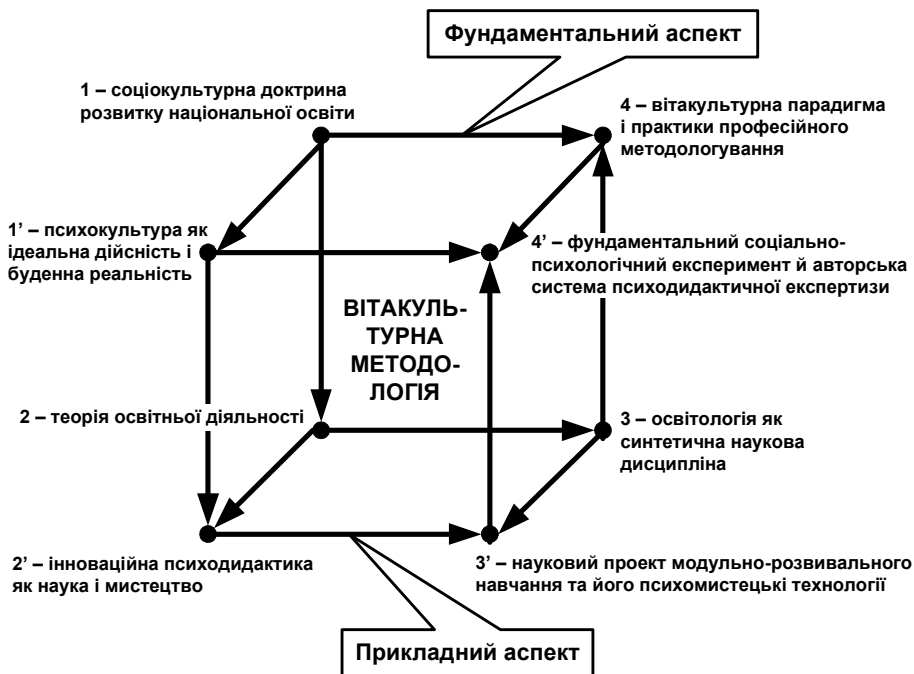 Фундаментальний аспект
1 – соціокультурна доктрина
розвитку національної освіти
4 – вітакультурна парадигма
і практики професійного
методологування
1’ – психокультура як
ідеальна дійсність і
буденна реальність
4’ – фундаментальний соціально-
психологічний експеримент й авторська
система психодидактичної експертизи
ВІТАКУЛЬ-
ТУРНА
МЕТОДО-
ЛОГІЯ
2 – теорія освітньої діяльності
3 – освітологія як
синтетична наукова
дисципліна
2’ – інноваційна психодидактика
як наука і мистецтво
3’ – науковий проект модульно-розвивального
навчання та його психомистецькі технології
Прикладний аспект